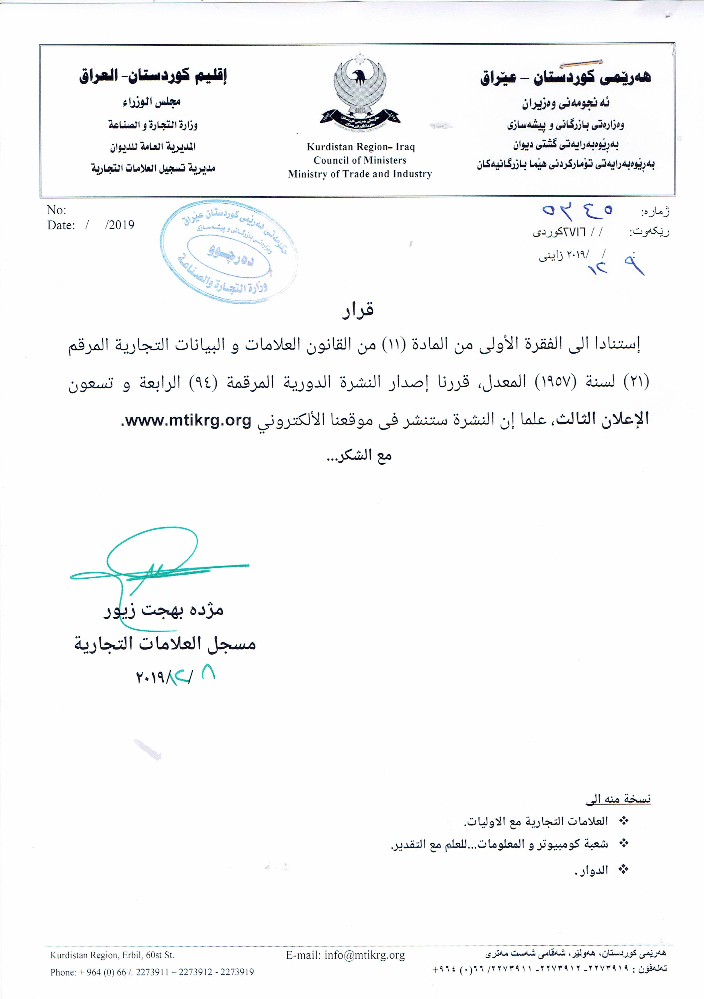 هەرێمی کوردستان – عێراق
ئە نجومەنی وەزیران
وەزارەتی بازرگانی و پیشەسازی
بەڕێوەبەرایەتی گشتی دیوان
بەڕێوەبەرایەتی تۆمارکردنی هێما بازرگانیەکان
Kurdistan Region– Iraq
Council of Ministers
Ministry of Trade and Industry
إقليم كوردستان- العراق
مجلس الوزراء
وزارة التجارة و الصناعة
المديرية العامة للديوان
مديرية تسجيل العلامات التجارية
ژمارە:
ڕێکەوت: / / ٢٧١٦کوردی
: ٩ / ١٢ /٢٠١٩ زاینی
No:
Date: / /2019
حکومەتی هەرێمی کوردستان عێراق
وەزارەتی بازرگانی و پیشەسازی
دەرچوو
وزارة التجارة والصناعة
قرار
إستنادا الى الفقرة الأولى من المادة (١١) من القانون العلامات و البيانات التجارية المرقم
(٢١) لسنة (١٩٥٧) المعدل، قررنا إصدار النشرة الدورية المرقمة (٩٤) الرابعة و تسعون
الإعلان الثالث، علما إن النشرة ستنشر فى موقعنا الألكتروني www.mtikrg.org.
مع الشكر...
مژده بهجت زيور
مسجل العلامات التجارية
٨ /١٢/٢٠١٩
نسخة منه الى
❖ العلامات التجارية مع الاوليات.
❖ شعبة كومبيوتر و المعلومات...للعلم مع التقدير.
❖ الدوار.
هەرێمی کوردستان، هەولێر، شەقامی شەست مەتری
تەلەفۆن : ٢٢٧٣٩١٩ـ ٢٢٧٣٩١٢ـ ٢٢٧٣٩١١ /٦٦(٠) ٩٦٤+
E-mail: info@mtikrg.org
Kurdistan Region, Erbil, 60st St.
Phone: + 964 (0) 66 / 2273911 – 2273912 - 2273919